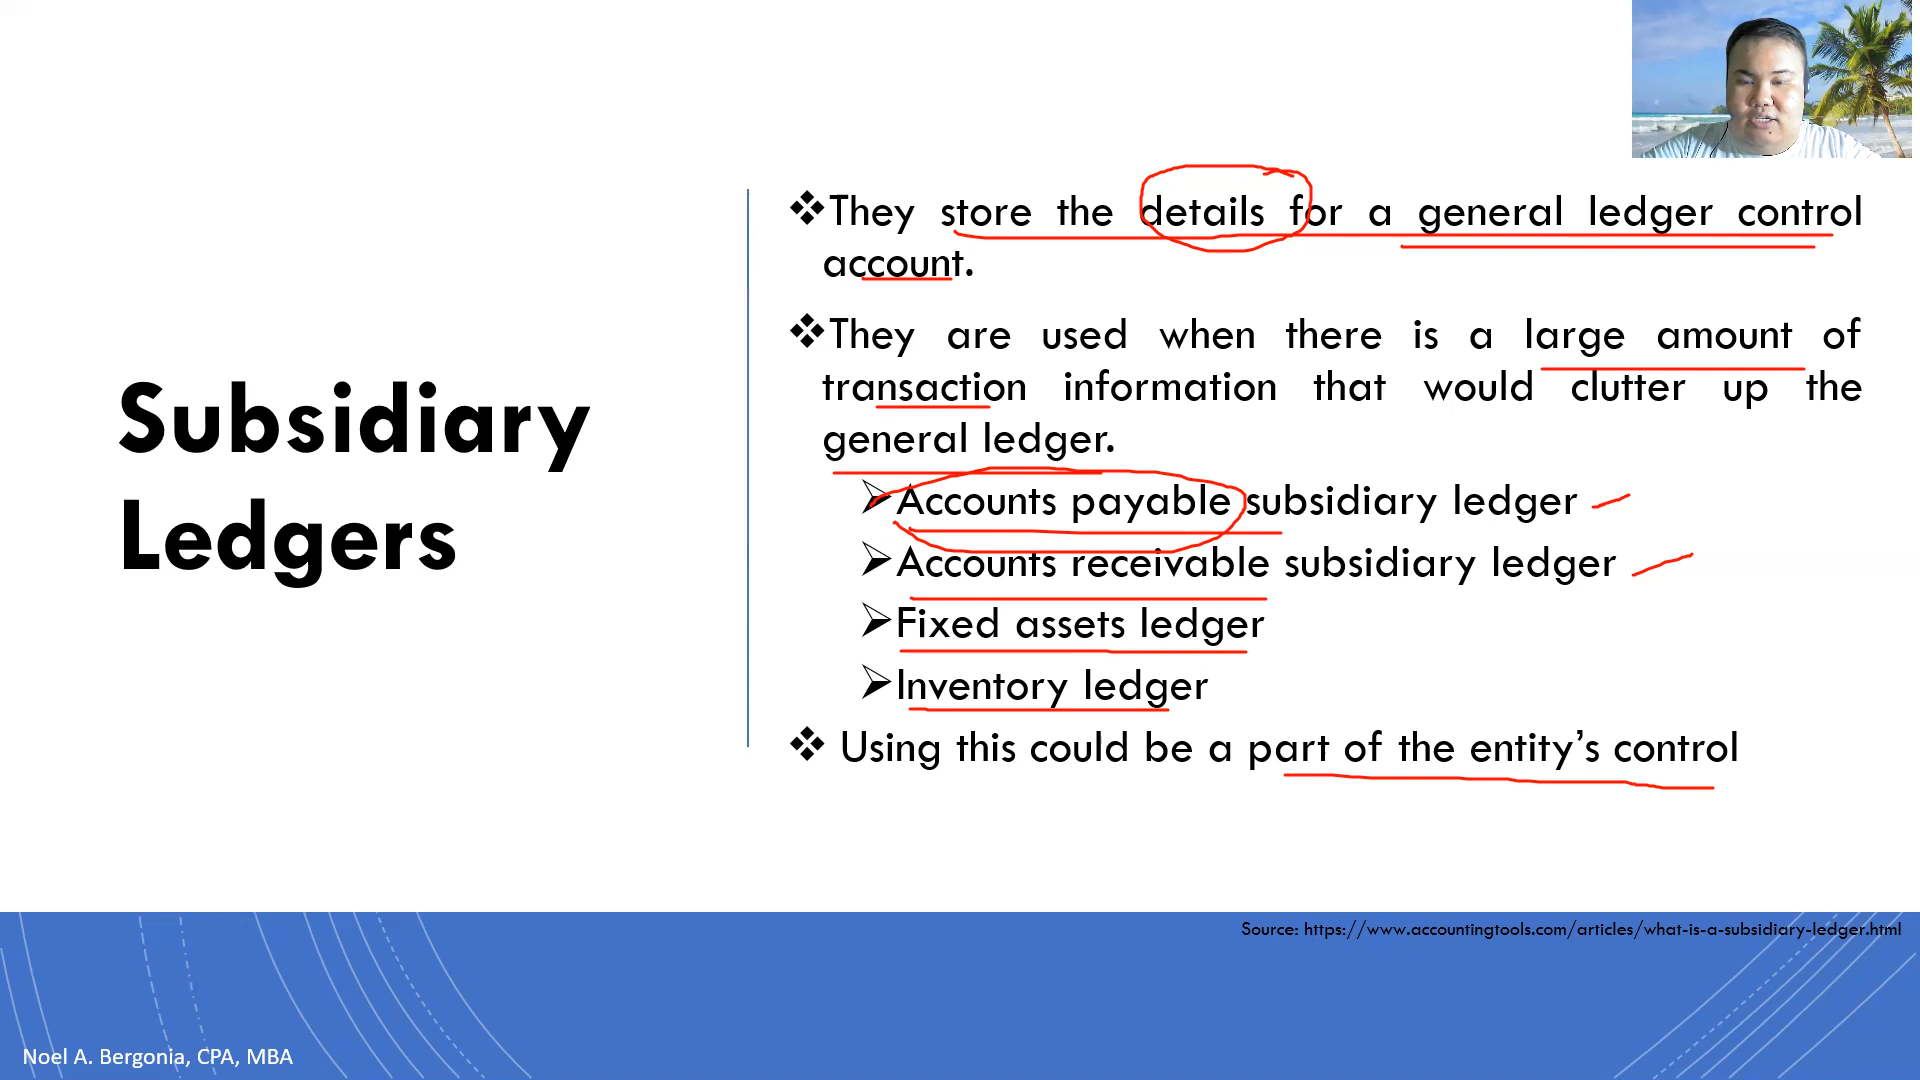 Subsidiary
Ledgers
❖They store the details for a general ledger control
account.
❖They are used when there is a large amount of
transaction information that would clutter up the
general ledger.
➢Accounts payable subsidiary ledger
➢Accounts receivable subsidiary ledger
➢Fixed assets ledger
➢Inventory ledger
❖ Using this could be a part of the entity’s control
Source: https://www.accountingtools.com/articles/what-is-a-subsidiary-ledger.html
Noel A. Bergonia, CPA, MBA